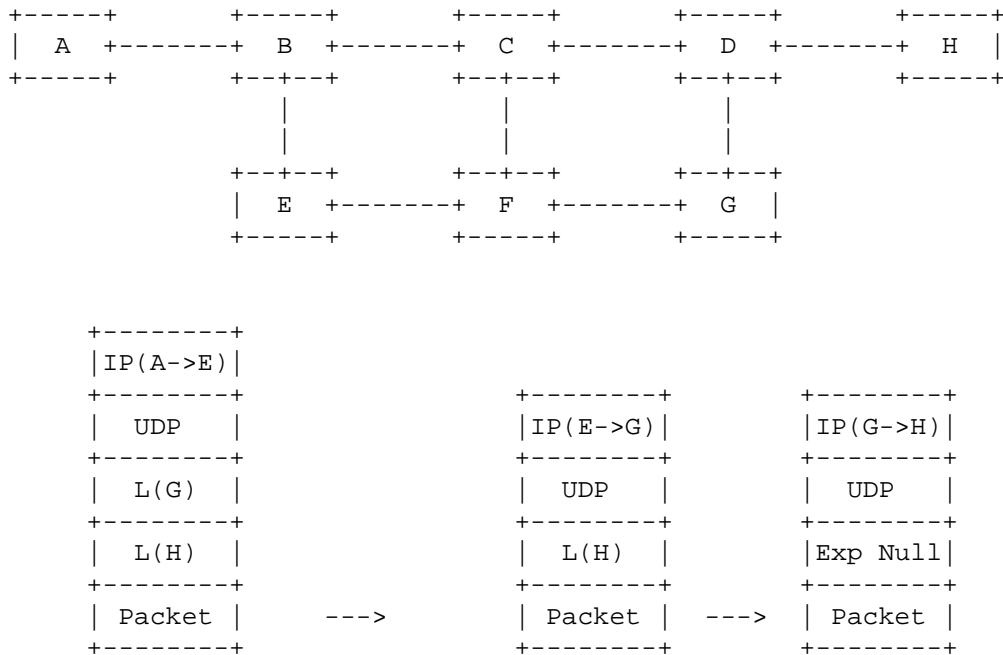 A B C D H
E F G
IP(A->E)
UDP IP(E->G) IP(G->H)
L(G) UDP UDP
L(H) L(H) Exp Null
Packet ---> Packet ---> Packet